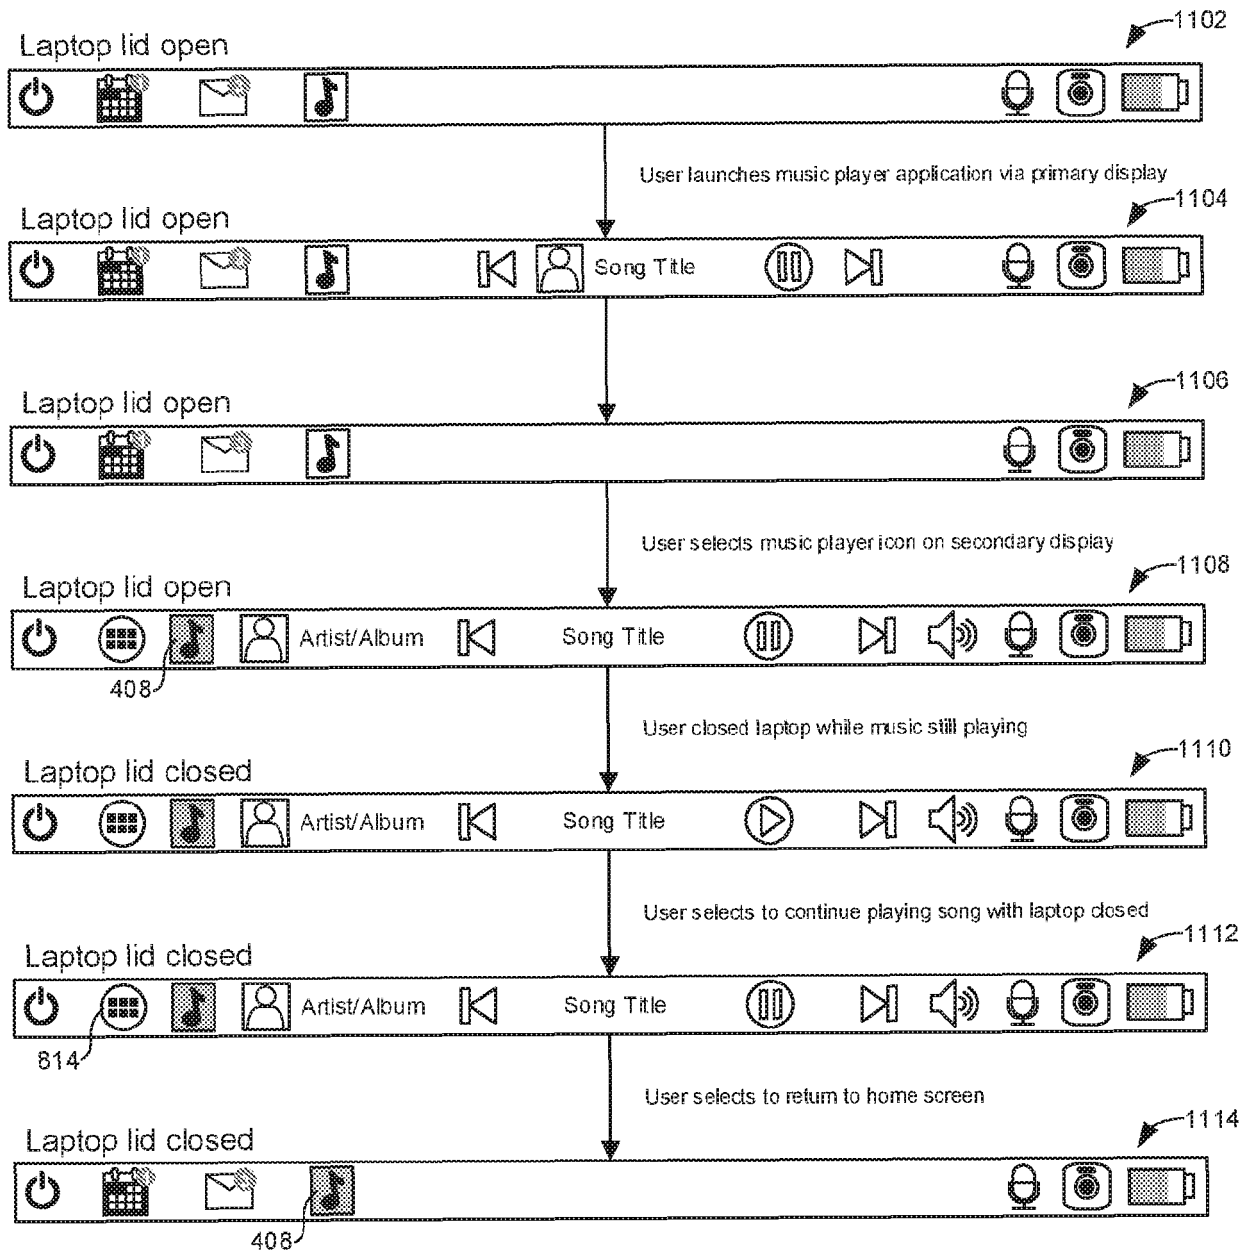 1102
Laptop lid open
User launches music player application via primary display
1104
Laptop lid open
Song Title
1106
Laptop lid open
User selects music player icon on secondary display
1108
Laptop lid open
Artist/Album Song Title
408
User closed laptop while music still playing
1110
Laptop lid closed
Artist/Album Song Title
User selects to continue playing song with laptop closed
1112
Laptop lid closed
Artist/Album Song Title
814
User selects to return to home screen
1114
Laptop lid closed
408